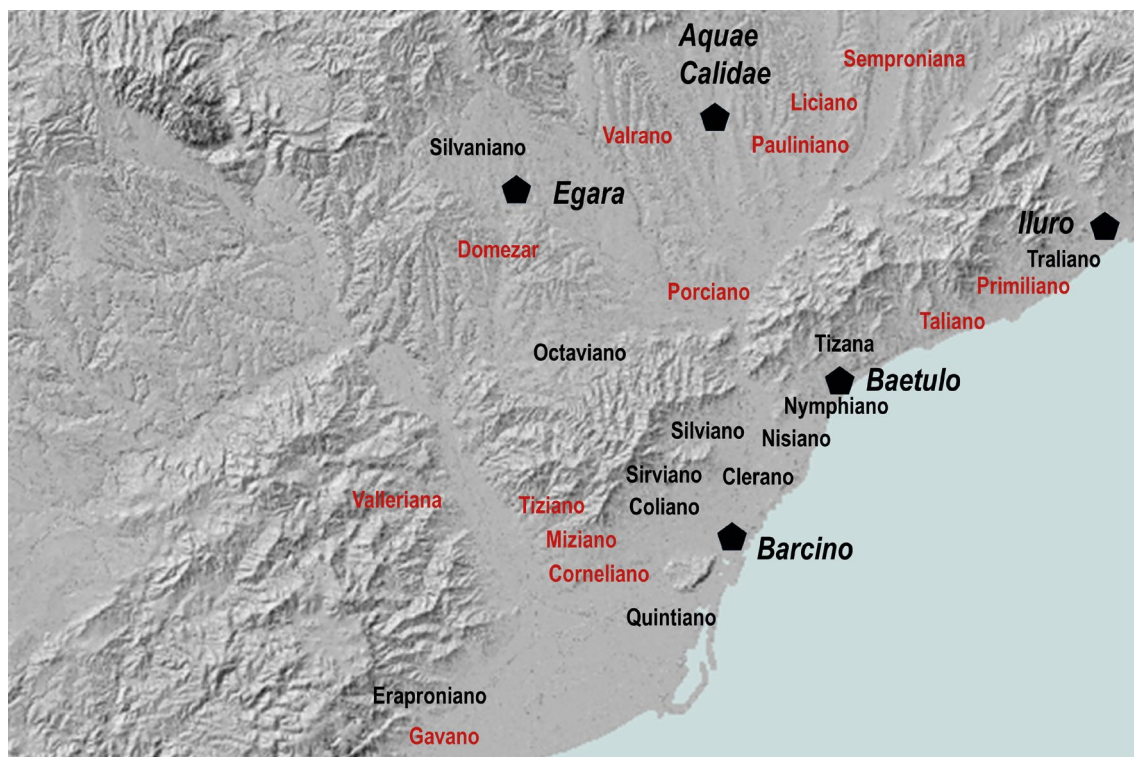 Aquae
Calidae
Semproniana
Liciano
Valrano
Pauliniano
Silvaniano
Egara
Iluro
Domezar
Traliano
Porciano
Primiliano
Taliano
Octaviano
Tizana
Baetulo
Nymphiano
Silviano
Nisiano
Sirviano
Clerano
Valleriana
Tiziano
Coliano
Miziano
Barcino
Corneliano
Quintiano
Eraproniano
Gavano